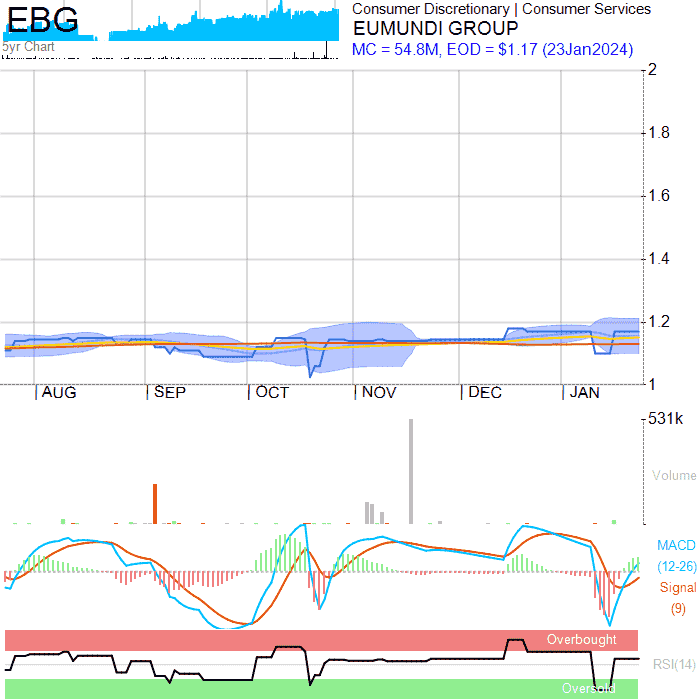 EBG
5yr Chart
Consumer Discretionary | Consumer Services
EUMUNDI GROUP
MC = 54.8M, EOD = $1.17 (23Jan2024)
2
1.8
1.6
1.4
1.2
1
AUG SEP OCT NOV DEC JAN
531k
Volume
MACD
(12-26)
Signal
(9)
Overbought
RSI(14)
Oversold